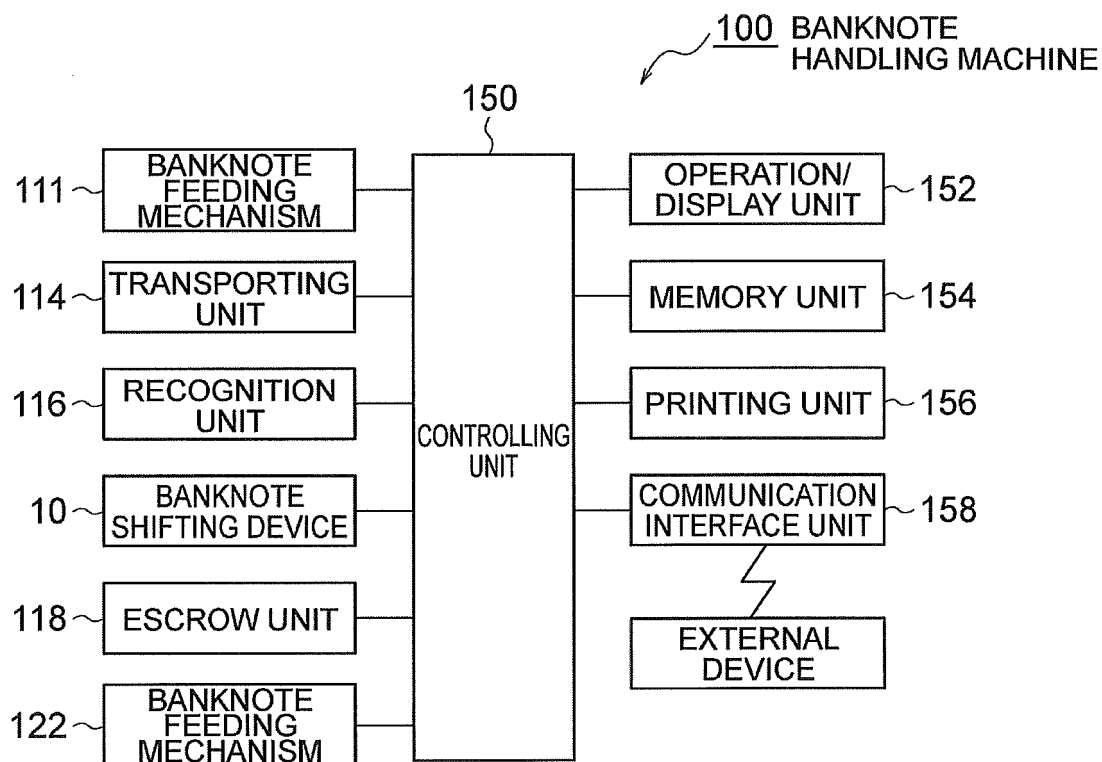 100 BANKNOTE
HANDLING MACHINE
150
111
BANKNOTE
FEEDING
MECHANISM
114
TRANSPORTING
UNIT
116
RECOGNITION
UNIT
10
BANKNOTE
SHIFTING DEVICE
118
ESCROW UNIT
122
BANKNOTE
FEEDING
MECHANISM
CONTROLLING
UNIT
OPERATION/
DISPLAY UNIT
152
MEMORY UNIT
154
PRINTING UNIT
156
COMMUNICATION
INTERFACE UNIT
158
EXTERNAL
DEVICE